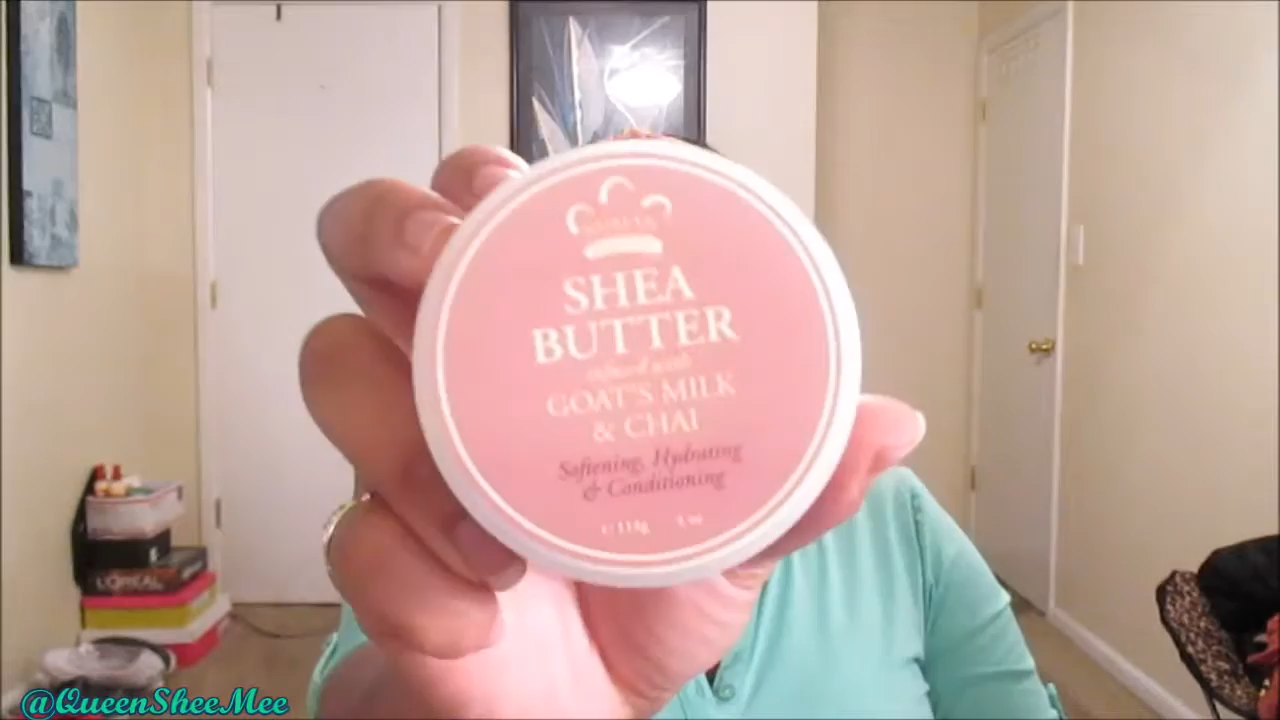 SHEA
BUTTER
infused with
GOAT'S MILK
& CHAI
Softening, Hydrating
& Conditioning
L'OREAL
@QueenSheeMee